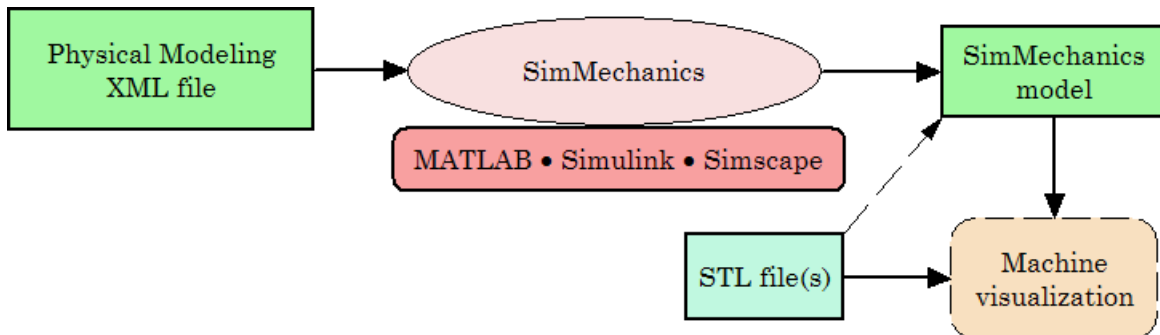 Physical Modeling
XML file
SimMechanics
SimMechanics
model
MATLAB • Simulink • Simscape
STL file(s)
Machine
visualization